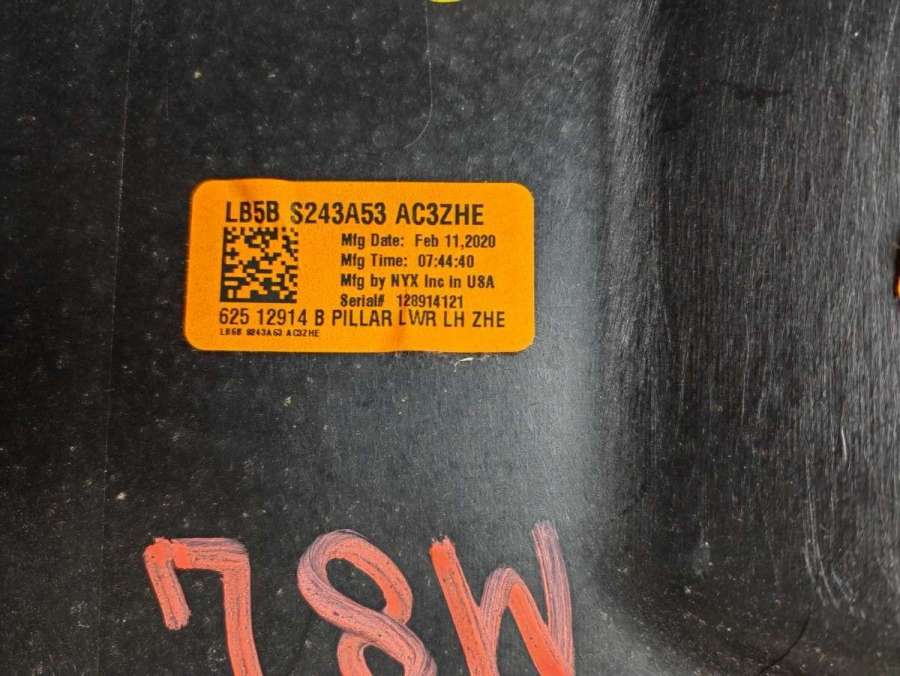 LB5B S243A53 AC3ZHE
Mfg Date: Feb 11,2020
Mfg Time: 07:44:40
Mfg by NYX Inc in USA
Serial# 128914121
625 12914 B PILLAR LWR LH ZHE
LB5B S243A53 AC3ZHE
78W